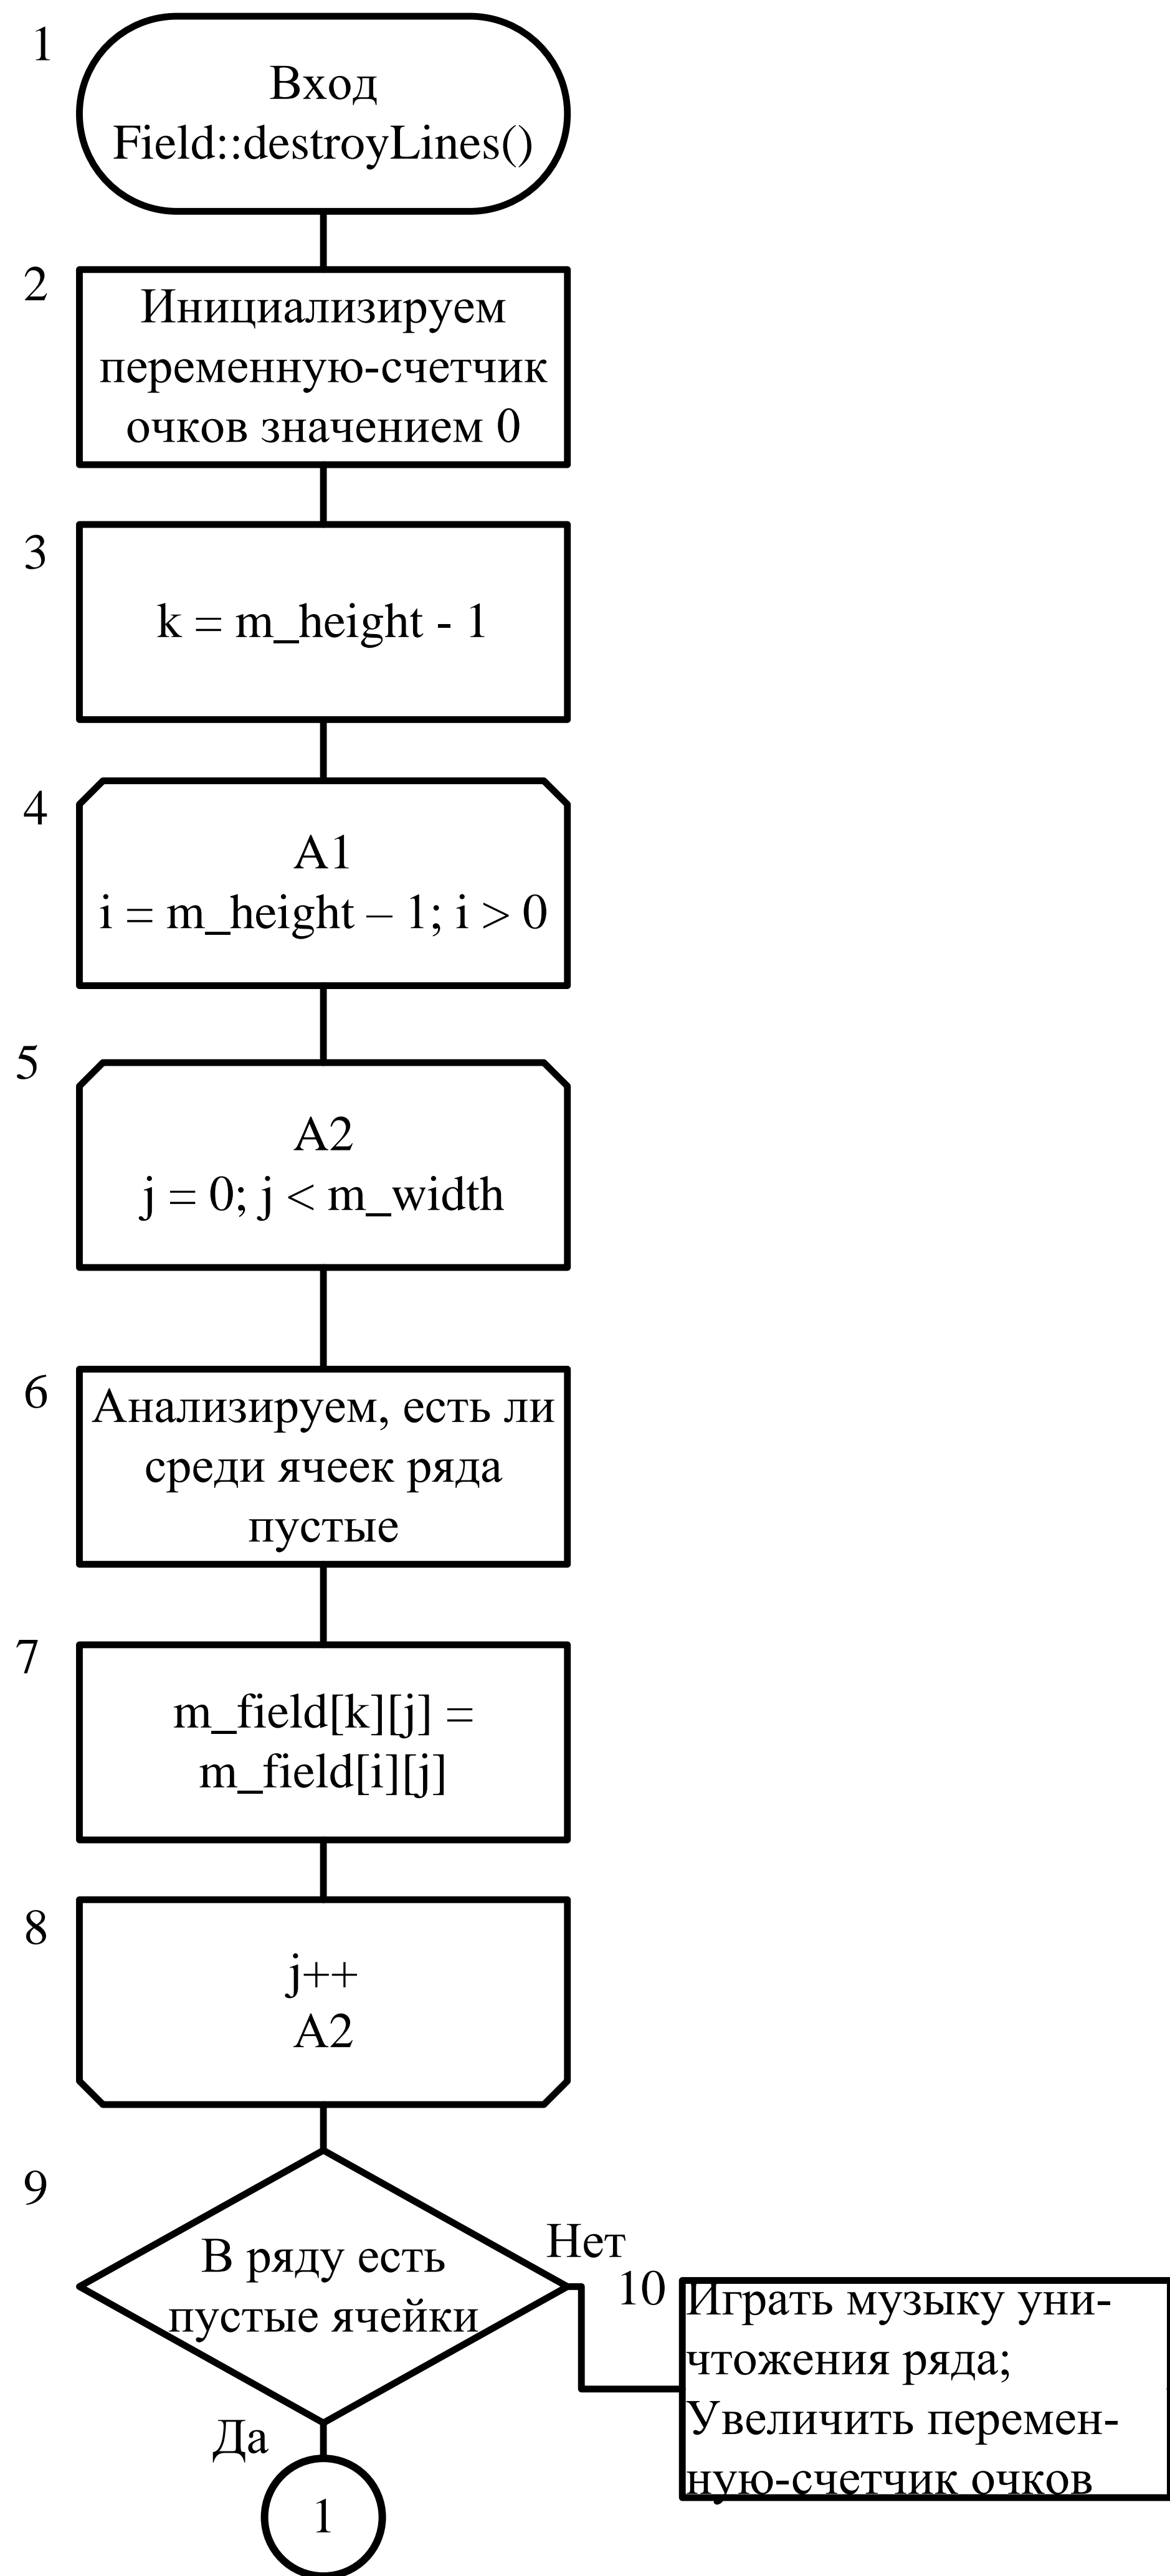 1
Вход
Field::destroyLines()
2
Инициализируем
переменную-счетчик
очков значением 0
3
k = m_height - 1
4
A1
i = m_height – 1; i > 0
5
A2
j = 0; j < m_width
6
Анализируем, есть ли
среди ячеек ряда
пустые
7
m_field[k][j] =
m_field[i][j]
8
j++
A2
9
В ряду есть
пустые ячейки
Нет
10
Играть музыку уни-
чтожения ряда;
Увеличить перемен-
ную-счетчик очков
Да
1